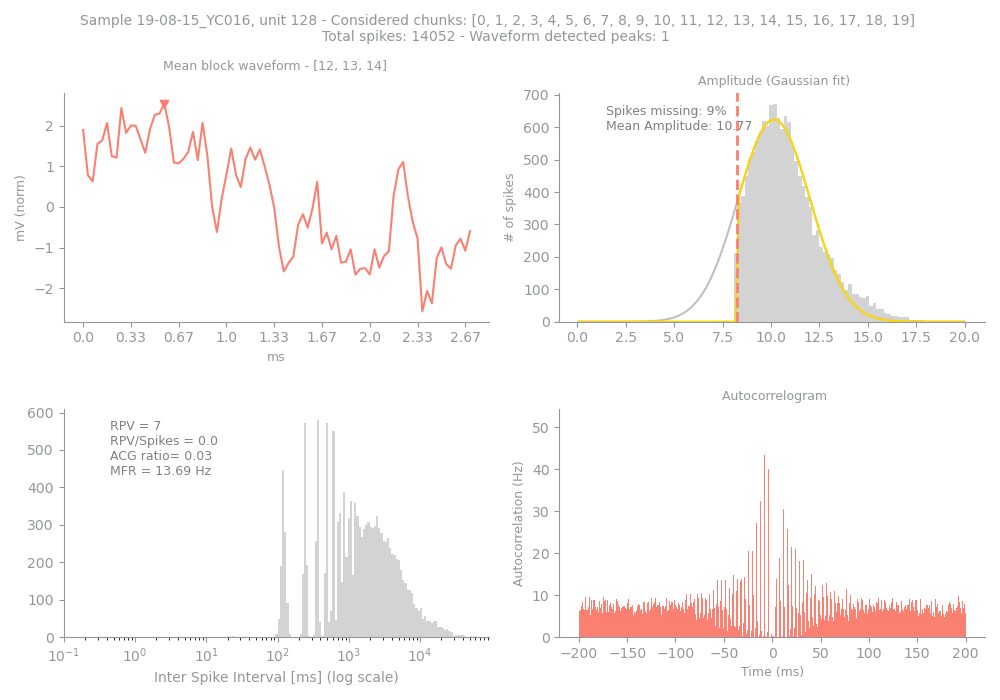 Sample 19-08-15_YC016, unit 128 - Considered chunks: [0, 1, 2, 3, 4, 5, 6, 7, 8, 9, 10, 11, 12, 13, 14, 15, 16, 17, 18, 19]
Total spikes: 14052 - Waveform detected peaks: 1
Mean block waveform - [12, 13, 14]
mV (norm)
2
1
0
−1
−2
0.0 0.33 0.67 1.0 1.33 1.67 2.0 2.33 2.67
ms
Amplitude (Gaussian fit)
Spikes missing: 9%
Mean Amplitude: 10.77
# of spikes
700
600
500
400
300
200
100
0
0.0 2.5 5.0 7.5 10.0 12.5 15.0 17.5 20.0
RPV = 7
RPV/Spikes = 0.0
ACG ratio= 0.03
MFR = 13.69 Hz
600
500
400
300
200
100
0
10⁻¹ 10⁰ 10¹ 10² 10³ 10⁴
Inter Spike Interval [ms] (log scale)
Autocorrelogram
Autocorrelation (Hz)
50
40
30
20
10
0
−200 −150 −100 −50 0 50 100 150 200
Time (ms)